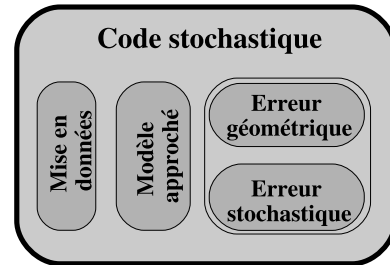 Code stochastique
Mise en
données
Modèle
approché
Erreur
géométrique
Erreur
stochastique